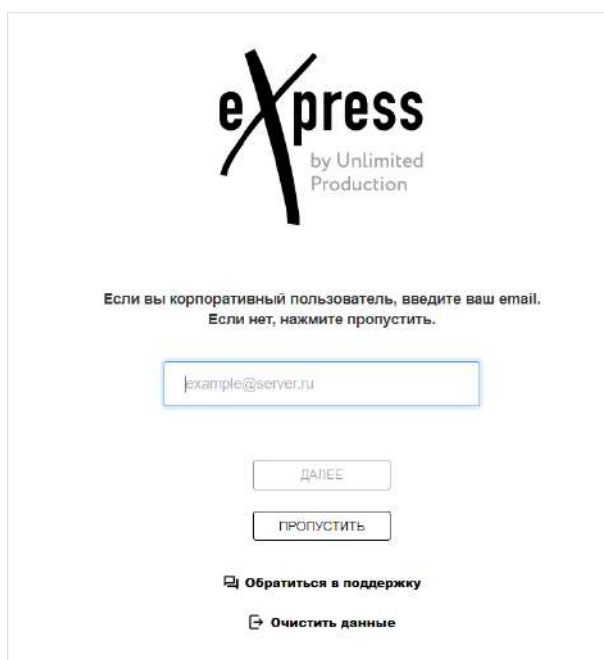 eXpress
by Unlimited
Production
Если вы корпоративный пользователь, введите ваш email.
Если нет, нажмите пропустить.
example@server.ru
ДАЛЕЕ
ПРОПУСТИТЬ
Обратиться в поддержку
Очистить данные